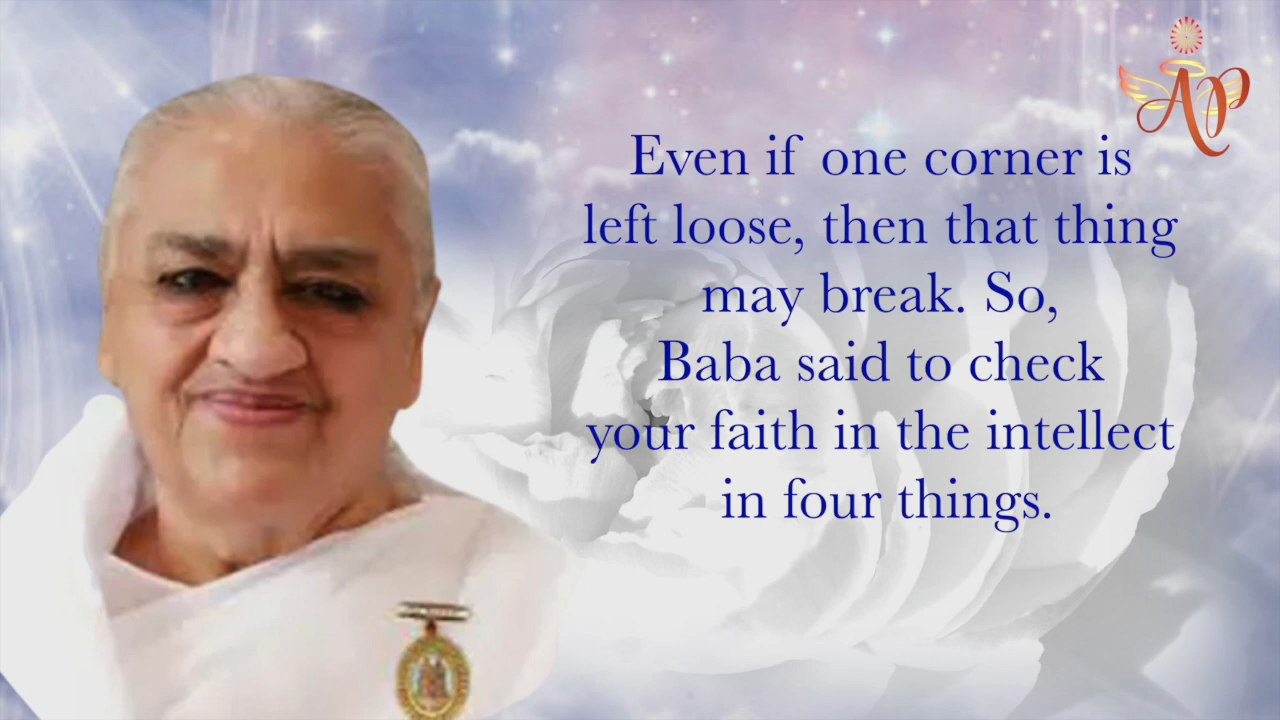 AP
Even if one corner is
left loose, then that thing
may break. So,
Baba said to check
your faith in the intellect
in four things.